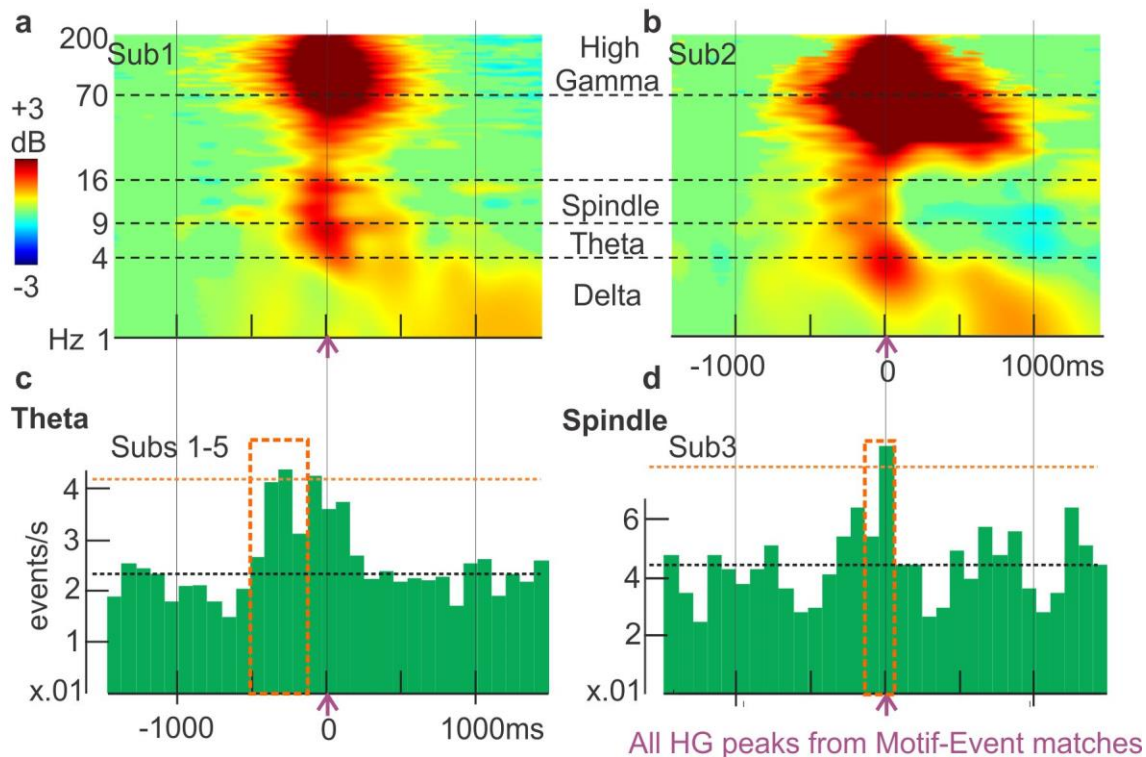 a
b
200
Sub1
High
Gamma
Sub2
70
+3
dB
-3
16
Spindle
9
Theta
4
Delta
Hz 1
-1000
0
1000ms
c
d
Theta
Spindle
Subs 1-5
Sub3
events/s
4
3
2
1
x.01
6
4
2
x.01
-1000
0
1000ms
All HG peaks from Motif-Event matches